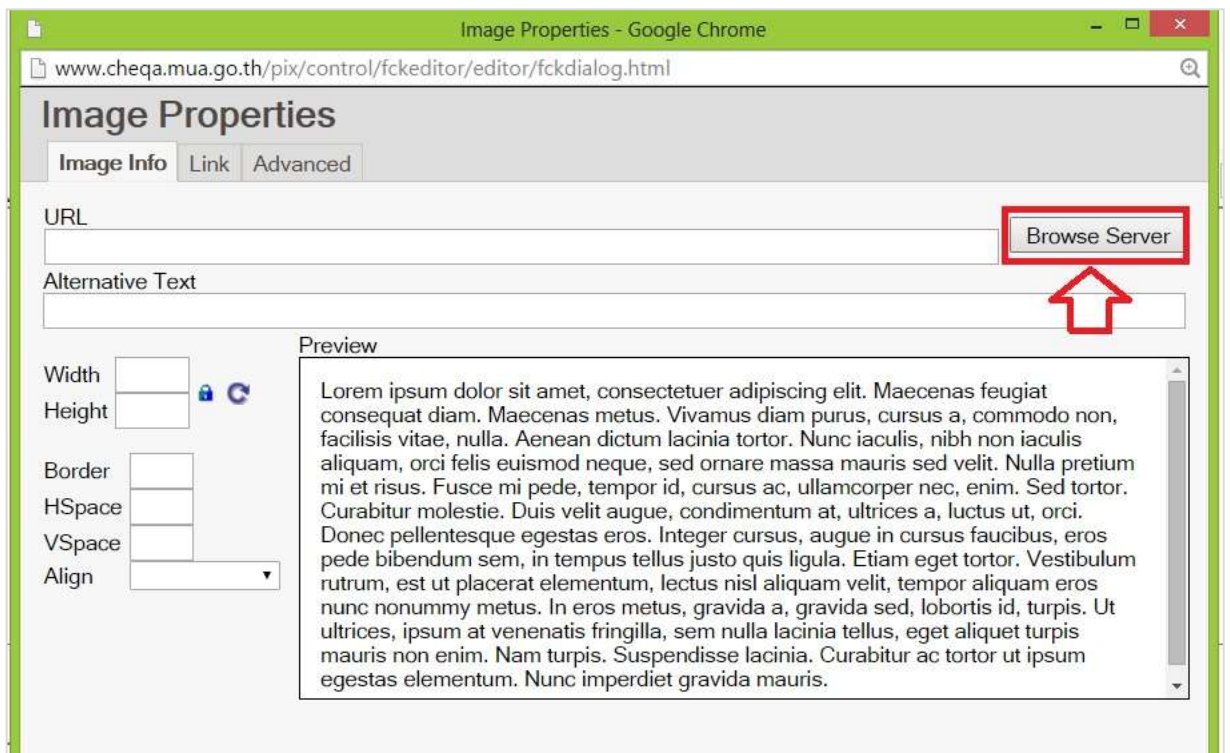 Image Properties - Google Chrome
www.cheqa.mua.go.th/pix/control/fckeditor/editor/fckdialog.html
Image Properties
Image Info Link Advanced
URL
Browse Server
Alternative Text
Preview
Width
Height
Border
HSpace
VSpace
Align
Lorem ipsum dolor sit amet, consectetuer adipiscing elit. Maecenas feugiat
consequat diam. Maecenas metus. Vivamus diam purus, cursus a, commodo non,
facilisis vitae, nulla. Aenean dictum lacinia tortor. Nunc iaculis, nibh non iaculis
aliquam, orci felis euismod neque, sed ornare massa mauris sed velit. Nulla pretium
mi et risus. Fusce mi pede, tempor id, cursus ac, ullamcorper nec, enim. Sed tortor.
Curabitur molestie. Duis velit augue, condimentum at, ultrices a, luctus ut, orci.
Donec pellentesque egestas eros. Integer cursus, augue in cursus faucibus, eros
pede bibendum sem, in tempus tellus justo quis ligula. Etiam eget tortor. Vestibulum
rutrum, est ut placerat elementum, lectus nisl aliquam velit, tempor aliquam eros
nunc nonummy metus. In eros metus, gravida a, gravida sed, lobortis id, turpis. Ut
ultrices, ipsum at venenatis fringilla, sem nulla lacinia tellus, eget aliquet turpis
mauris non enim. Nam turpis. Suspendisse lacinia. Curabitur ac tortor ut ipsum
egestas elementum. Nunc imperdiet gravida mauris.